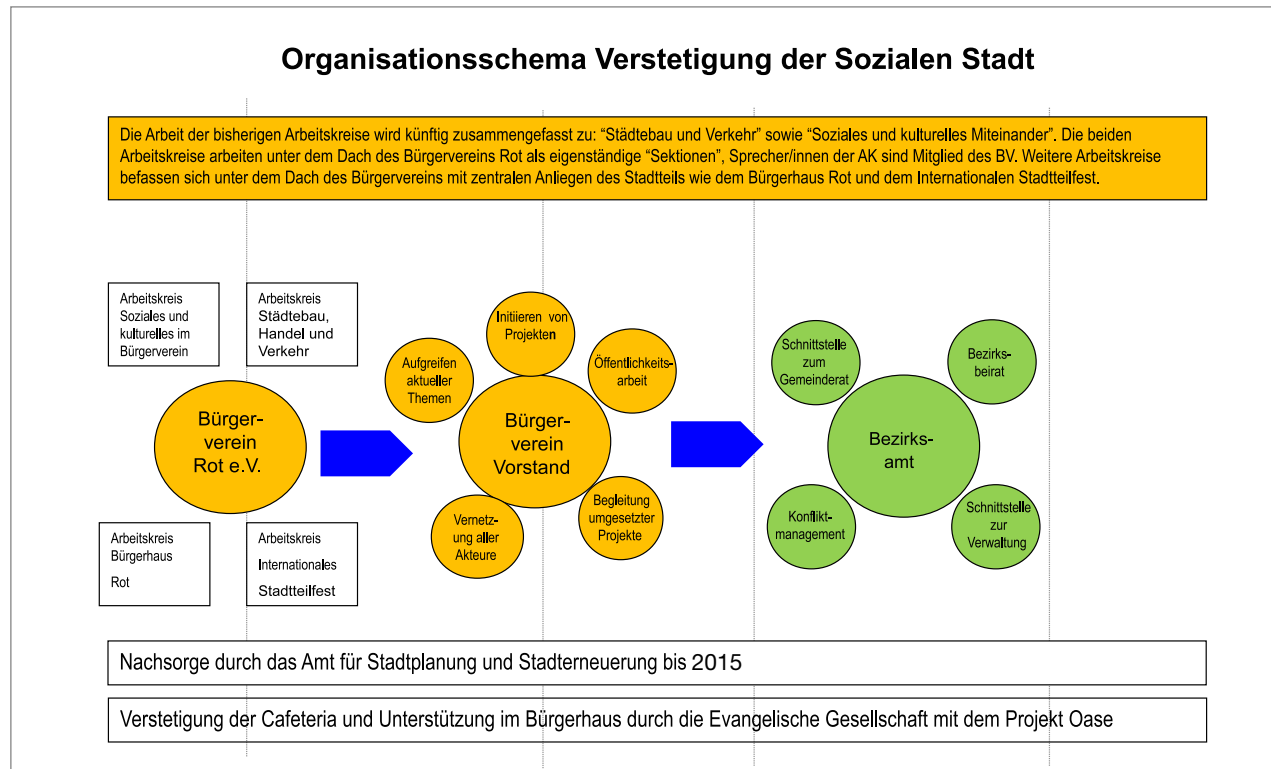 Organisationsschema Verstetigung der Sozialen Stadt
Die Arbeit der bisherigen Arbeitskreise wird künftig zusammengefasst zu: “Städtebau und Verkehr” sowie “Soziales und kulturelles Miteinander”. Die beiden
Arbeitskreise arbeiten unter dem Dach des Bürgervereins Rot als eigenständige “Sektionen”, Sprecher/innen der AK sind Mitglied des BV. Weitere Arbeitskreise
befassen sich unter dem Dach des Bürgervereins mit zentralen Anliegen des Stadtteils wie dem Bürgerhaus Rot und dem Internationalen Stadtteilfest.
Arbeitskreis
Soziales und
kulturelles im
Bürgerverein
Arbeitskreis
Städtebau,
Handel und
Verkehr
Bürger-
verein
Rot e.V.
Arbeitskreis
Bürgerhaus
Rot
Arbeitskreis
Internationales
Stadtteilfest
Aufgreifen
aktueller
Themen
Initiieren von
Projekten
Öffentlichkeits-
arbeit
Bürger-
verein
Vorstand
Vernetz-
ung aller
Akteure
Begleitung
umgesetzter
Projekte
Schnittstelle
zum
Gemeinderat
Bezirks-
beirat
Bezirks-
amt
Konflikt-
management
Schnittstelle
zur
Verwaltung
Nachsorge durch das Amt für Stadtplanung und Stadterneuerung bis 2015
Verstetigung der Cafeteria und Unterstützung im Bürgerhaus durch die Evangelische Gesellschaft mit dem Projekt Oase